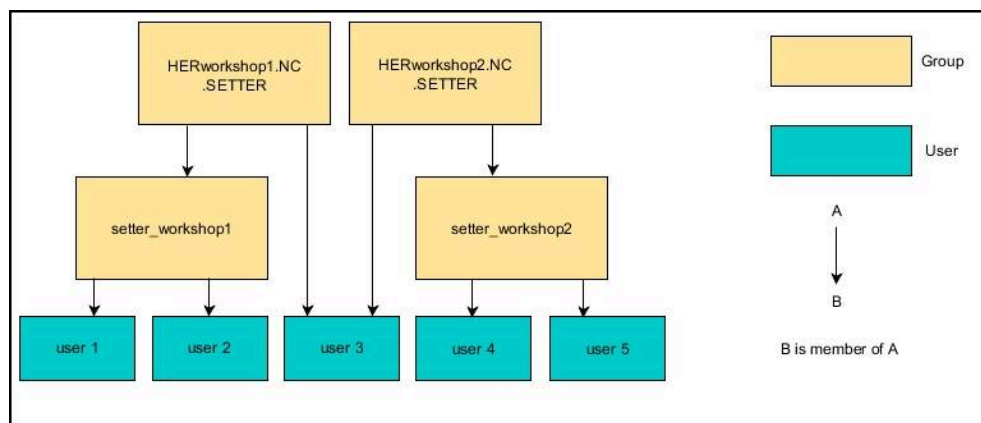 HERworkshop1.NC
.SETTER
HERworkshop2.NC
.SETTER
Group
User
setter_workshop1
setter_workshop2
A
B
user 1
user 2
user 3
user 4
user 5
B is member of A